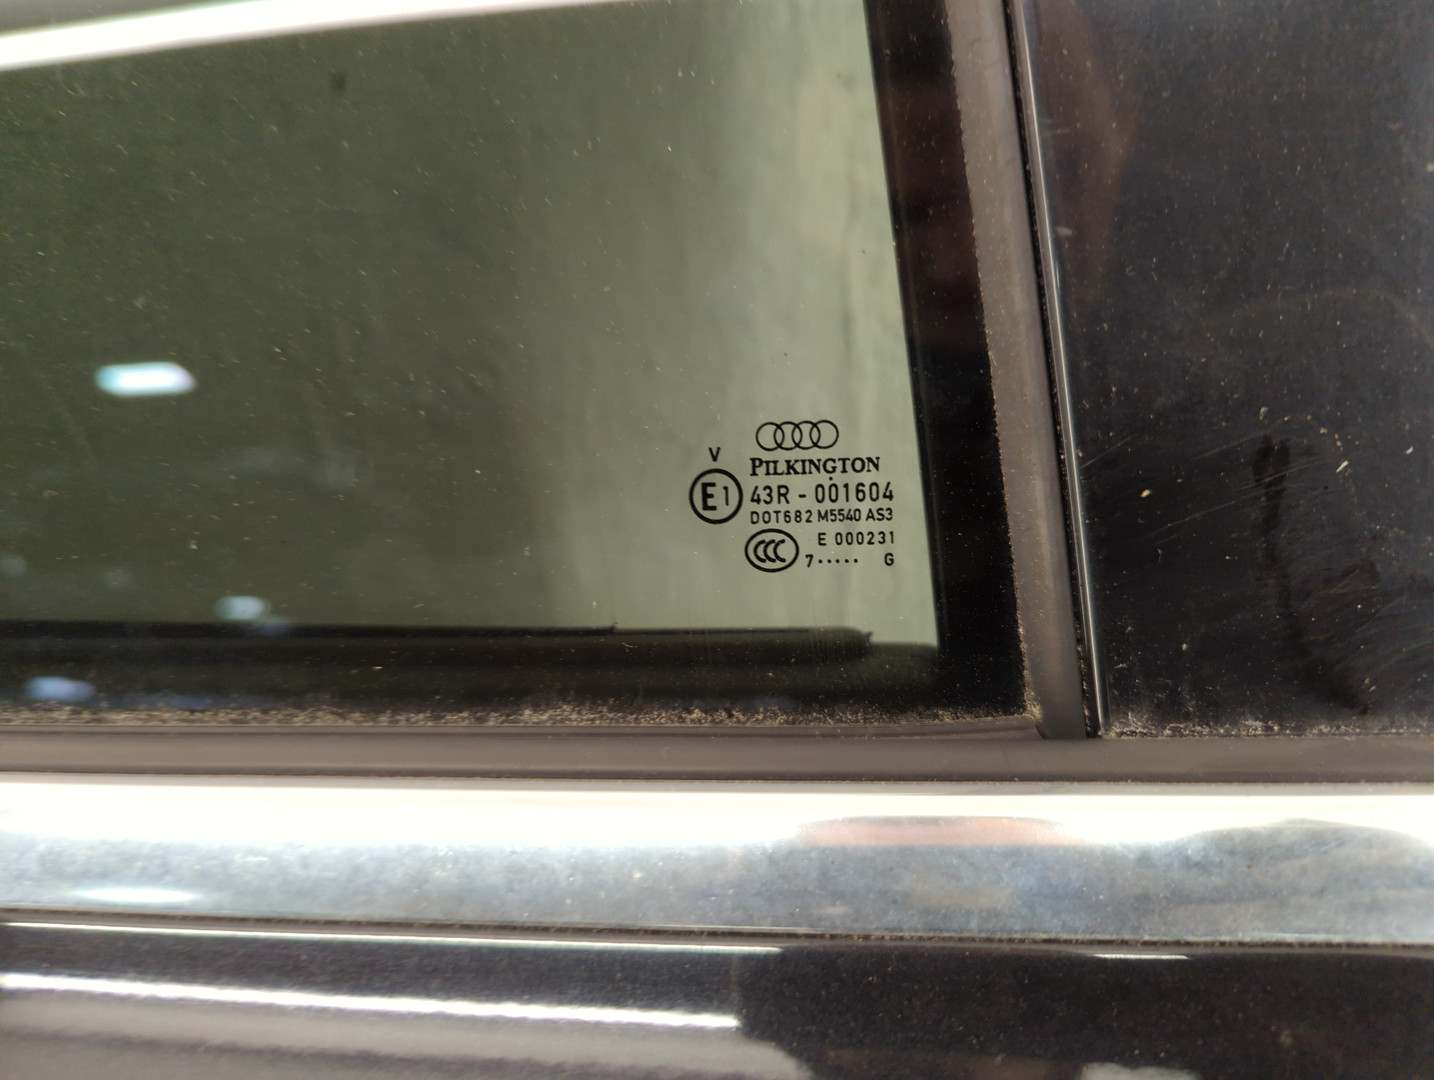 V
PILKINGTON
E1 43R - 001604
DOT682 M5540 AS3
CCC E 000231
7····· G